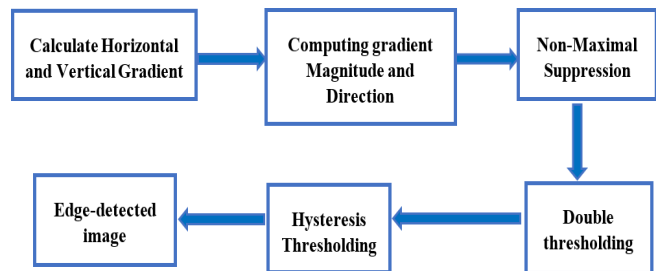 Calculate Horizontal
and Vertical Gradient
Computing gradient
Magnitude and
Direction
Non-Maximal
Suppression
Double
thresholding
Hysteresis
Thresholding
Edge-detected
image